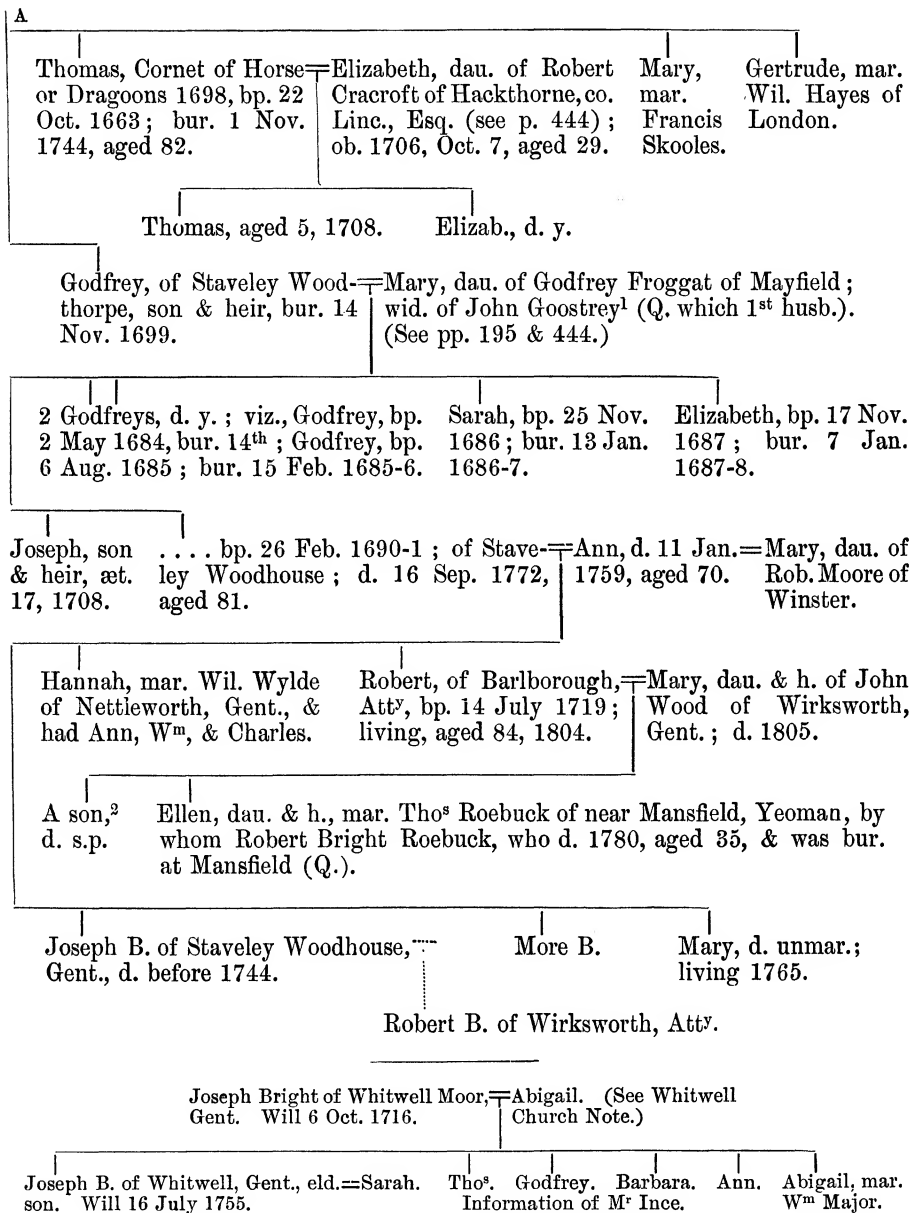 A
Thomas, Cornet of Horse
or Dragoons 1698, bp. 22
Oct. 1663; bur. 1 Nov.
1744, aged 82.
Elizabeth, dau. of Robert
Cracroft of Hackthorne, co.
Linc., Esq. (see p. 444);
ob. 1706, Oct. 7, aged 29.
Mary,
mar.
Francis
Skooles.
Gertrude, mar.
Wil. Hayes of
London.
Thomas, aged 5, 1708.
Elizab., d. y.
Godfrey, of Staveley Wood-
thorpe, son & heir, bur. 14
Nov. 1699.
Mary, dau. of Godfrey Froggat of Mayfield;
wid. of John Goostrey¹ (Q. which 1st husb.).
(See pp. 195 & 444.)
2 Godfreys, d. y.; viz., Godfrey, bp.
2 May 1684, bur. 14th; Godfrey, bp.
6 Aug. 1685; bur. 15 Feb. 1685-6.
Sarah, bp. 25 Nov.
1686; bur. 13 Jan.
1686-7.
Elizabeth, bp. 17 Nov.
1687; bur. 7 Jan.
1687-8.
Joseph, son
& heir, æt.
17, 1708.
. . . . bp. 26 Feb. 1690-1; of Stave-
ley Woodhouse; d. 16 Sep. 1772,
aged 81.
Ann, d. 11 Jan.
1759, aged 70.
=Mary, dau. of
Rob. Moore of
Winster.
Hannah, mar. Wil. Wylde
of Nettleworth, Gent., &
had Ann, Wm, & Charles.
Robert, of Barlborough,
Atty, bp. 14 July 1719;
living, aged 84, 1804.
Mary, dau. & h. of John
Wood of Wirksworth,
Gent.; d. 1805.
A son,²
d. s.p.
Ellen, dau. & h., mar. Thos Roebuck of near Mansfield, Yeoman, by
whom Robert Bright Roebuck, who d. 1780, aged 35, & was bur.
at Mansfield (Q.).
Joseph B. of Staveley Woodhouse,
Gent., d. before 1744.
More B.
Mary, d. unmar.;
living 1765.
Robert B. of Wirksworth, Atty.
Joseph Bright of Whitwell Moor,
Gent. Will 6 Oct. 1716.
Abigail. (See Whitwell
Church Note.)
Joseph B. of Whitwell, Gent., eld.=Sarah.
son. Will 16 July 1755.
Thos. Godfrey. Barbara. Ann.
Information of Mr Ince.
Abigail, mar.
Wm Major.